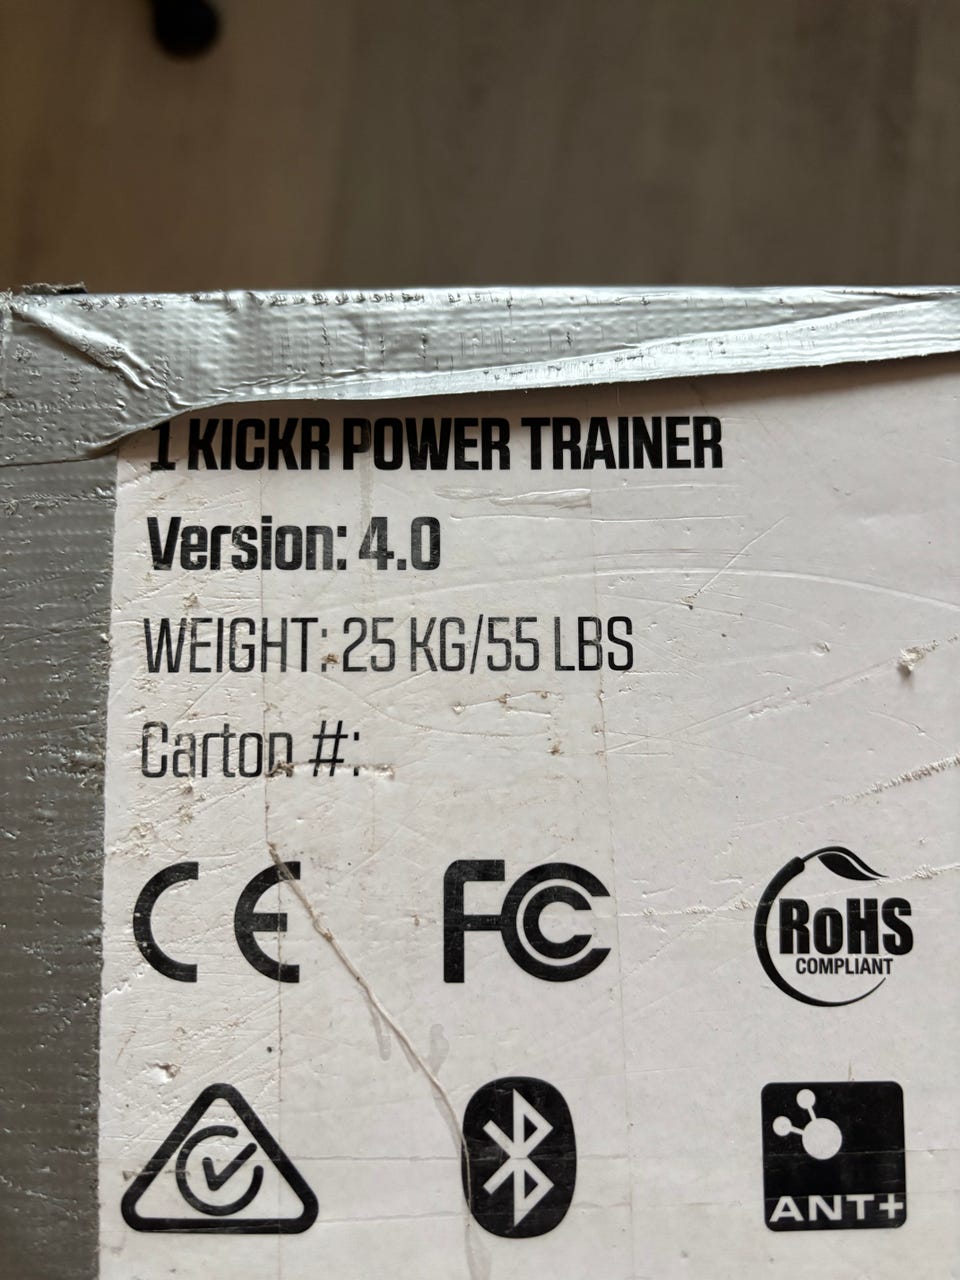 1 KICKR POWER TRAINER
Version: 4.0
WEIGHT: 25 KG/55 LBS
Carton #:
CE FC RoHS
COMPLIANT
ANT+